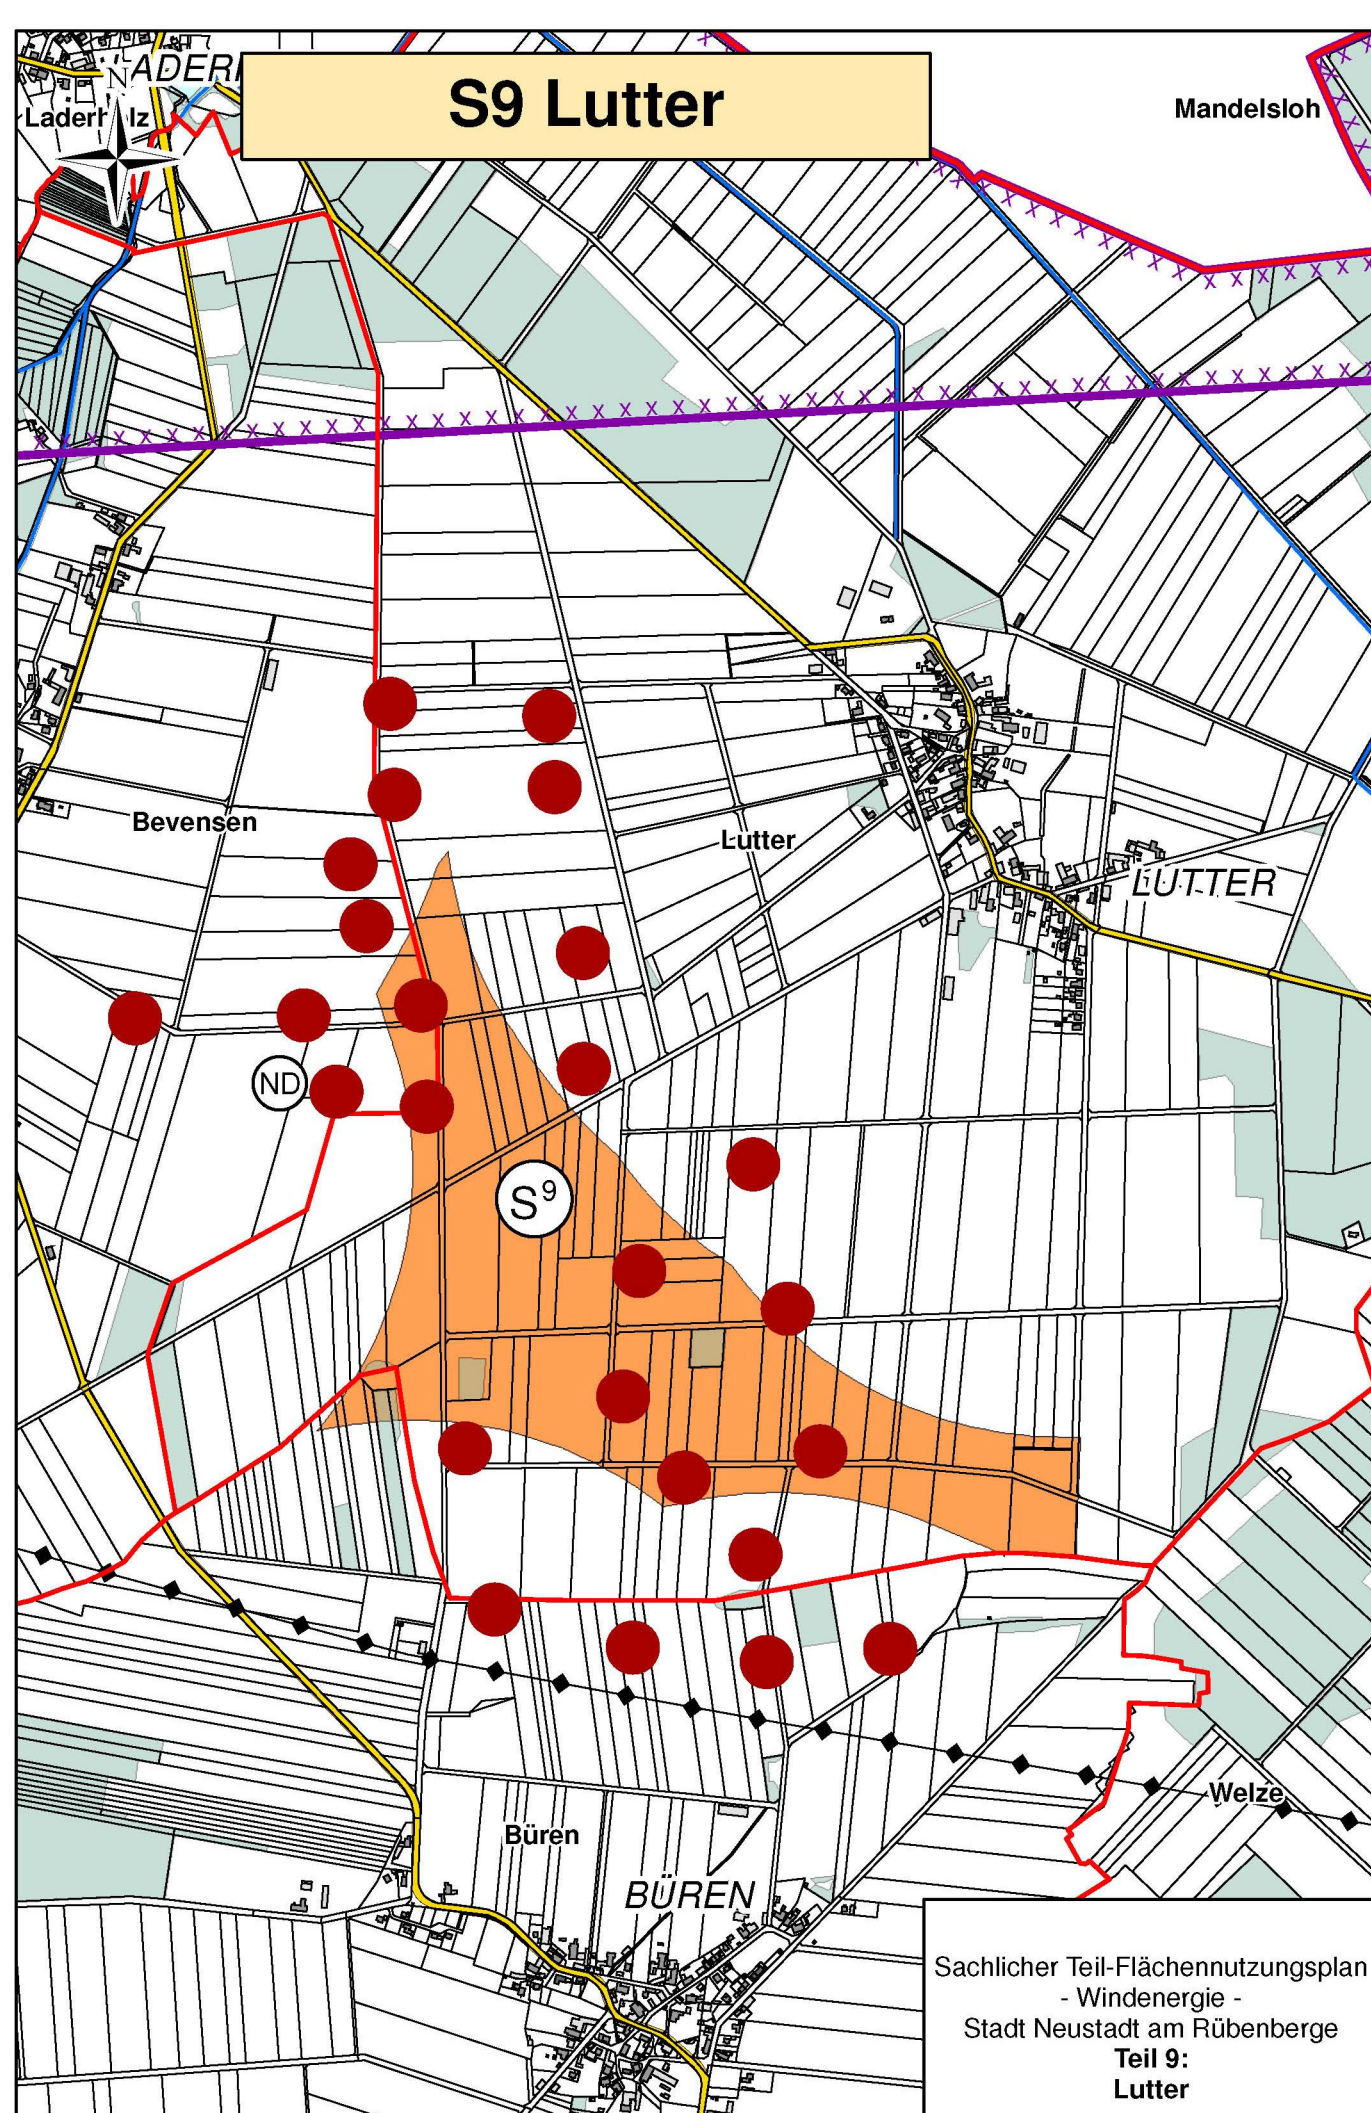 S9 Lutter
N
Laderholz
Mandelsloh
Bevensen
Lutter
LUTTER
ND
S⁹
Welze
Büren
BÜREN
Sachlicher Teil-Flächennutzungsplan
- Windenergie -
Stadt Neustadt am Rübenberge
Teil 9:
Lutter